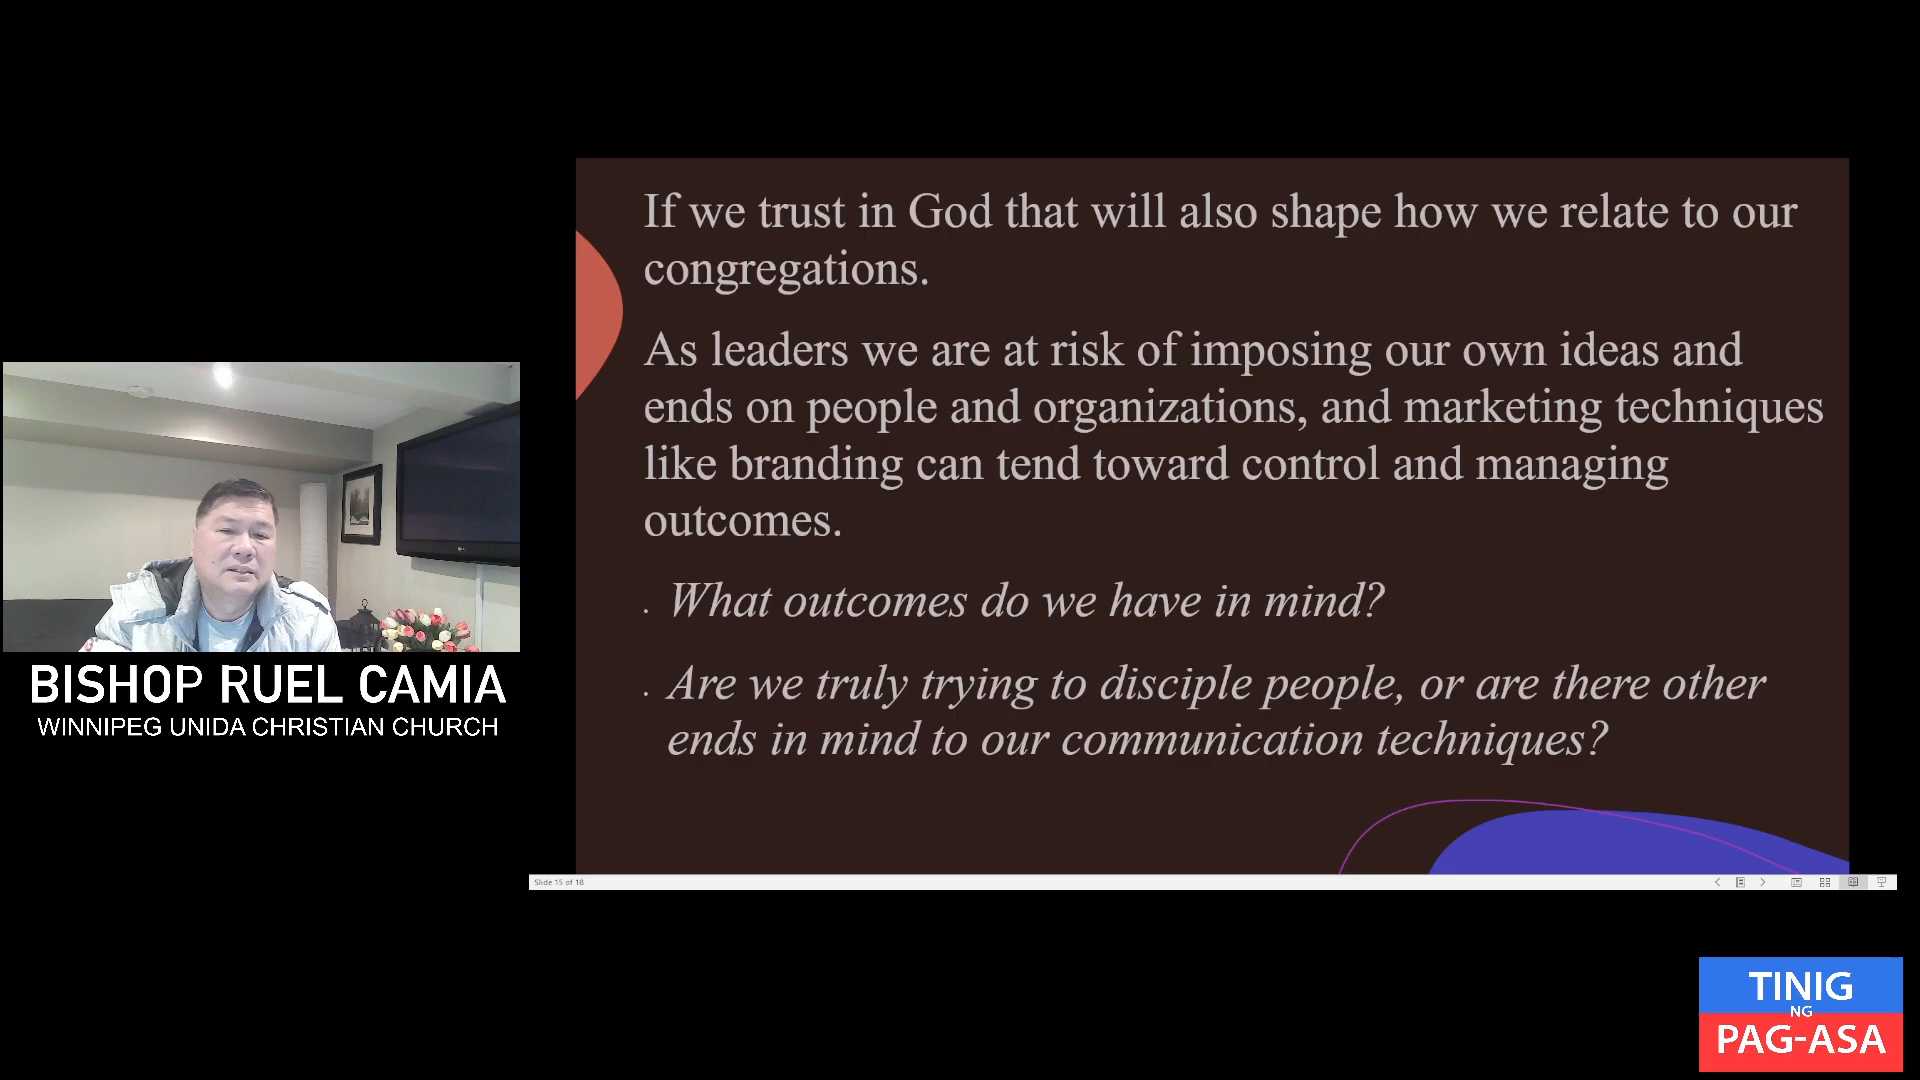 If we trust in God that will also shape how we relate to our
congregations.
As leaders we are at risk of imposing our own ideas and
ends on people and organizations, and marketing techniques
like branding can tend toward control and managing
outcomes.
. What outcomes do we have in mind?
. Are we truly trying to disciple people, or are there other
ends in mind to our communication techniques?
BISHOP RUEL CAMIA
WINNIPEG UNIDA CHRISTIAN CHURCH
Slide 15 of 18
TINIG
NG
PAG-ASA